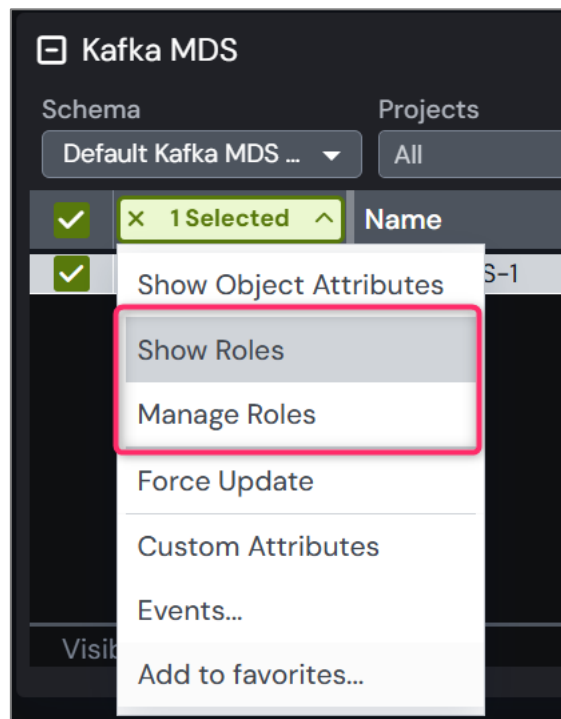 Kafka MDS
Schema Projects
Default Kafka MDS ... All
1 Selected Name
Show Object Attributes S-1
Show Roles
Manage Roles
Force Update
Custom Attributes
Events...
Visib
Add to favorites...